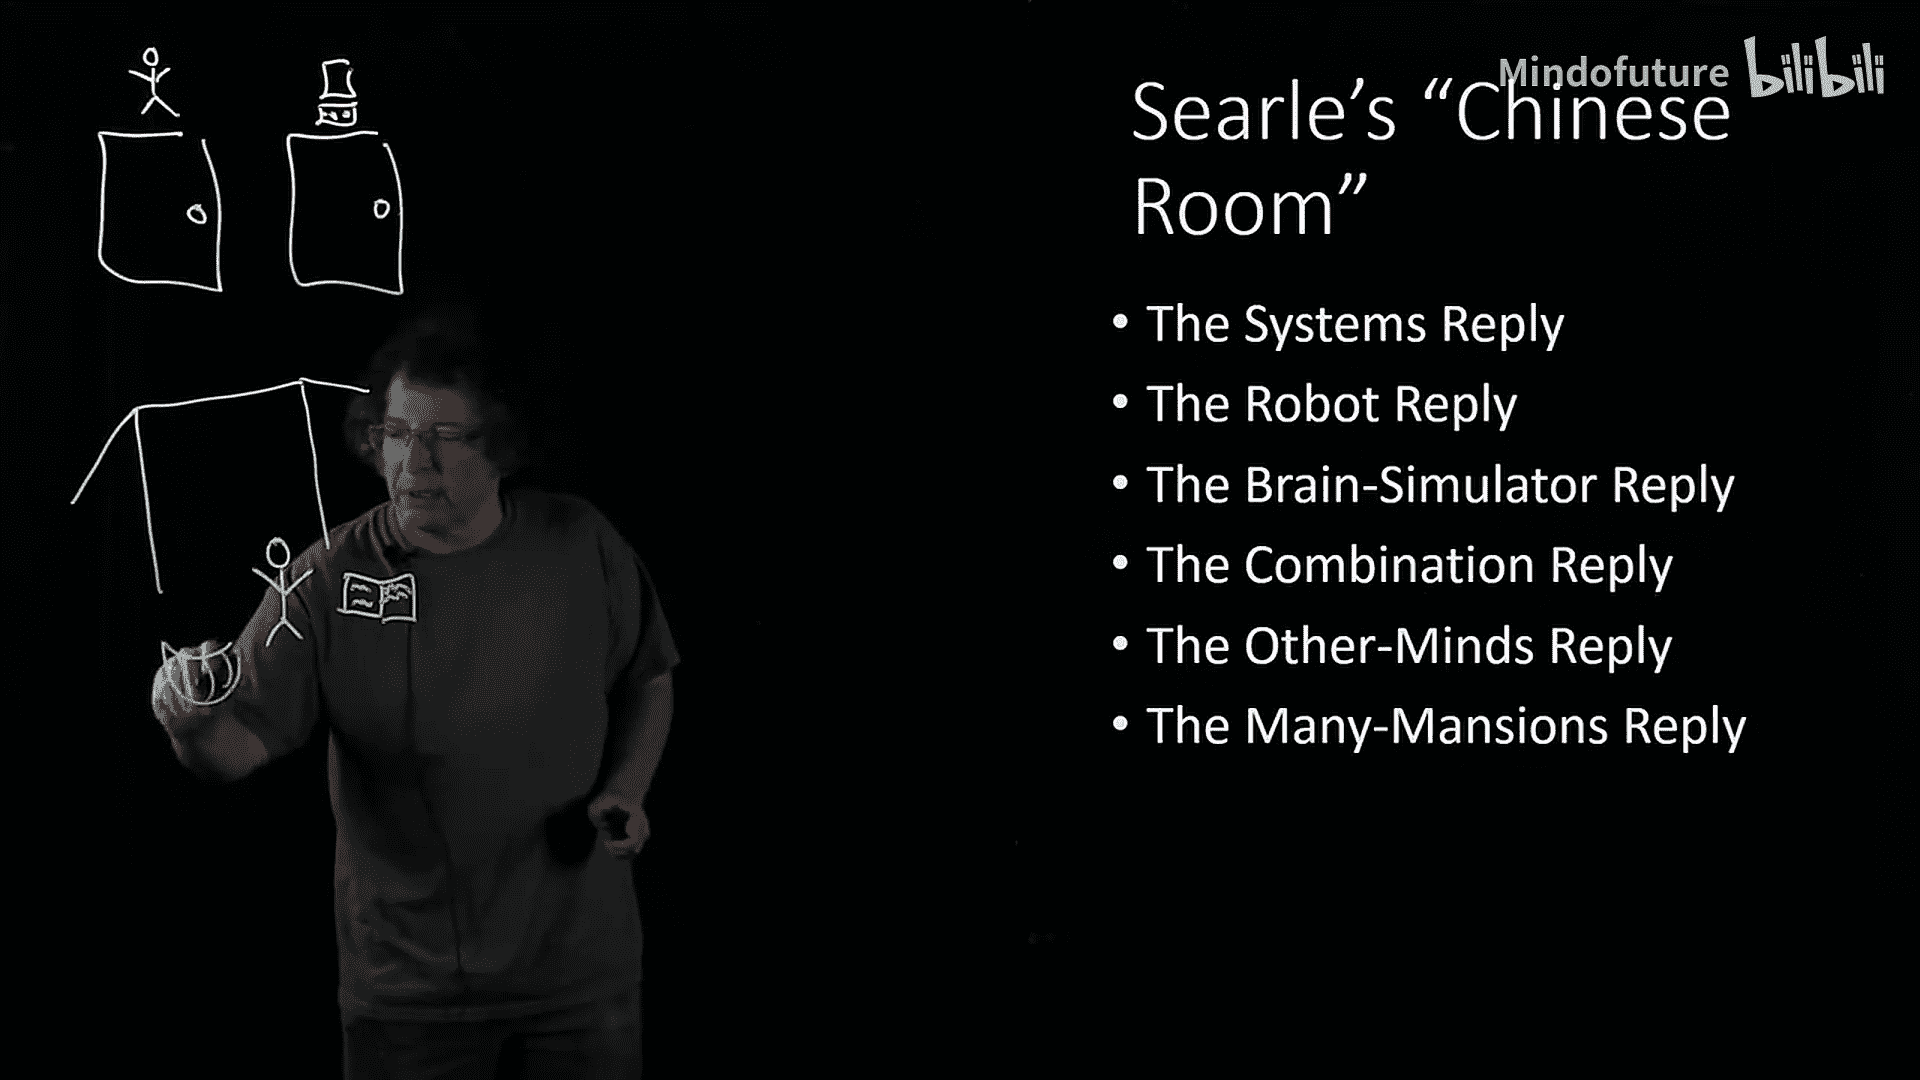 Mindofuture bilibili
Searle’s “Chinese
Room”
• The Systems Reply
• The Robot Reply
• The Brain-Simulator Reply
• The Combination Reply
• The Other-Minds Reply
• The Many-Mansions Reply